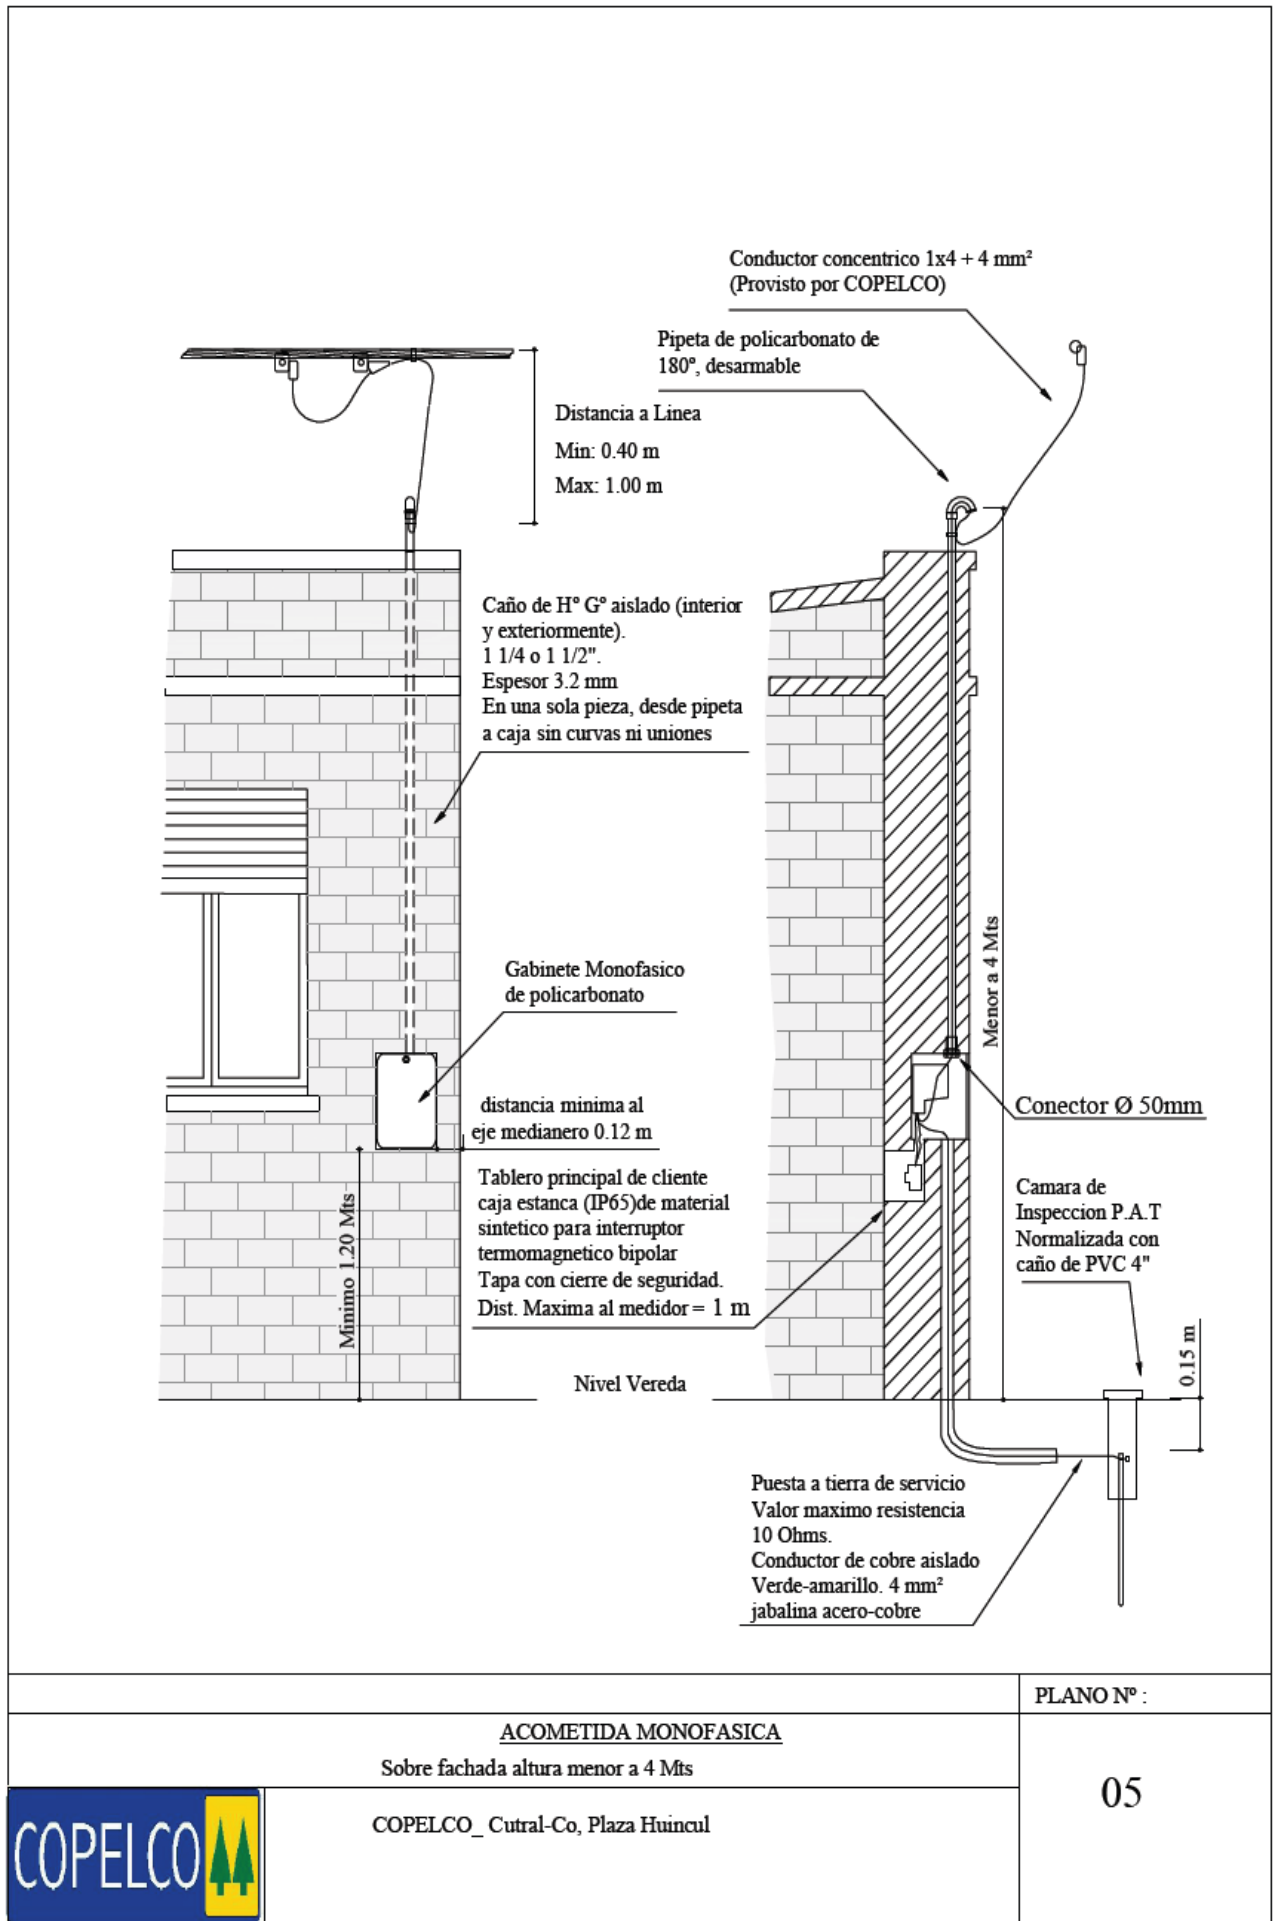 Conductor concentrico 1x4 + 4 mm²
(Provisto por COPELCO)
Pipeta de policarbonato de
180º, desarmable
Distancia a Linea
Min: 0.40 m
Max: 1.00 m
Caño de Hº Gº aislado (interior
y exteriormente).
1 1/4 o 1 1/2".
Espesor 3.2 mm
En una sola pieza, desde pipeta
a caja sin curvas ni uniones
Menor a 4 Mts
Gabinete Monofasico
de policarbonato
Conector Ø 50mm
distancia minima al
eje medianero 0.12 m
Minimo 1.20 Mts
Tablero principal de cliente
caja estanca (IP65)de material
sintetico para interruptor
termomagnetico bipolar
Tapa con cierre de seguridad.
Dist. Maxima al medidor = 1 m
Camara de
Inspeccion P.A.T
Normalizada con
caño de PVC 4"
0.15 m
Nivel Vereda
Puesta a tierra de servicio
Valor maximo resistencia
10 Ohms.
Conductor de cobre aislado
Verde-amarillo. 4 mm²
jabalina acero-cobre
PLANO Nº :
ACOMETIDA MONOFASICA
Sobre fachada altura menor a 4 Mts
05
COPELCO
COPELCO_ Cutral-Co, Plaza Huincul